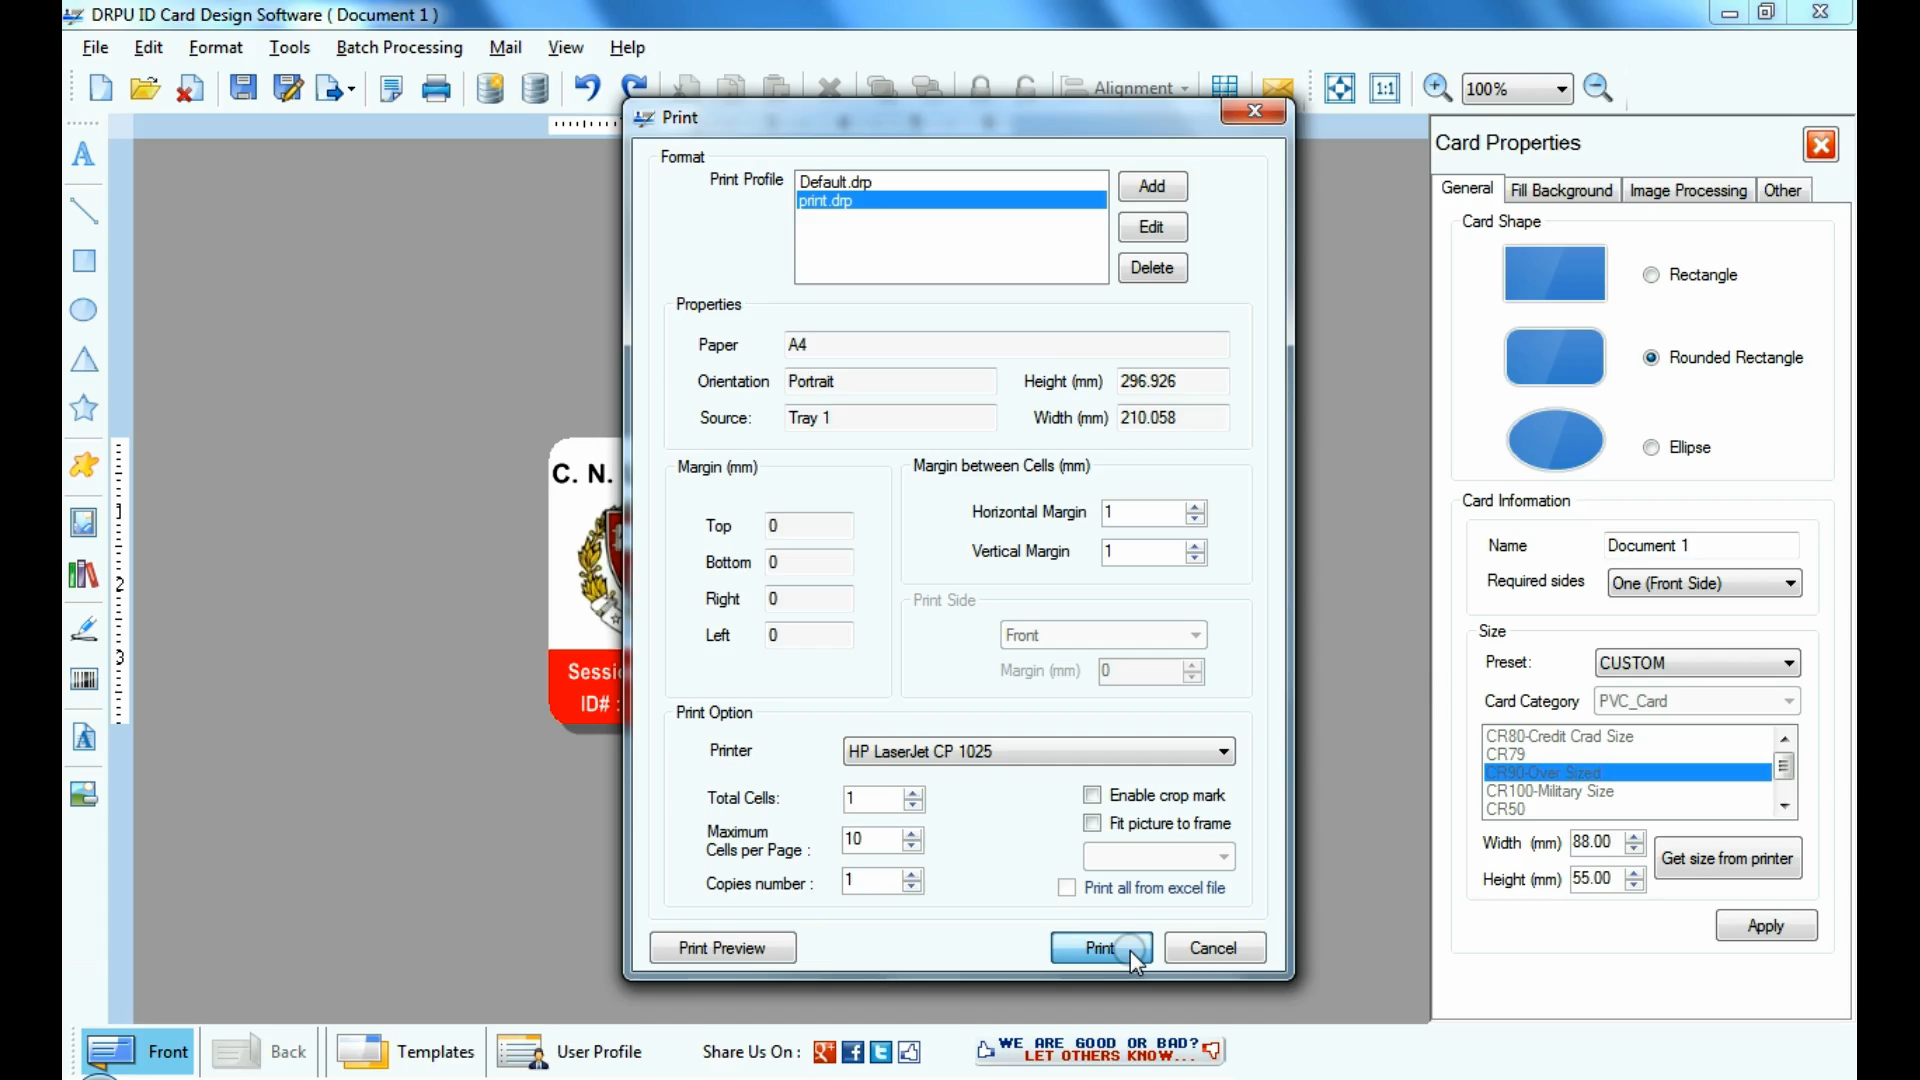 DRPU ID Card Design Software ( Document 1 )
File Edit Format Tools Batch Processing Mail View Help
Alignment
1:1
100%
Print
Format
Print Profile
Default.drp
print.drp
Add
Edit
Delete
Properties
Paper A4
Orientation Portrait Height (mm) 296.926
Source: Tray 1 Width (mm) 210.058
Margin (mm)
Top 0
Bottom 0
Right 0
Left 0
Margin between Cells (mm)
Horizontal Margin 1
Vertical Margin 1
Print Side
Front
Margin (mm) 0
Print Option
Printer HP LaserJet CP 1025
Total Cells: 1
Maximum
Cells per Page : 10
Copies number : 1
Enable crop mark
Fit picture to frame
Print all from excel file
Print Preview Print Cancel
C. N.
ID# :
1
2
3
Card Properties
General Fill Background Image Processing Other
Card Shape
Rectangle
Rounded Rectangle
Ellipse
Card Information
Name Document 1
Required sides One (Front Side)
Size
Preset: CUSTOM
Card Category PVC_Card
CR80-Credit Crad Size
CR79
CR90-Over Sized
CR100-Military Size
CR50
Width (mm) 88.00
Height (mm) 55.00
Get size from printer
Apply
Front Back Templates User Profile Share Us On :
WE ARE GOOD OR BAD?
LET OTHERS KNOW...